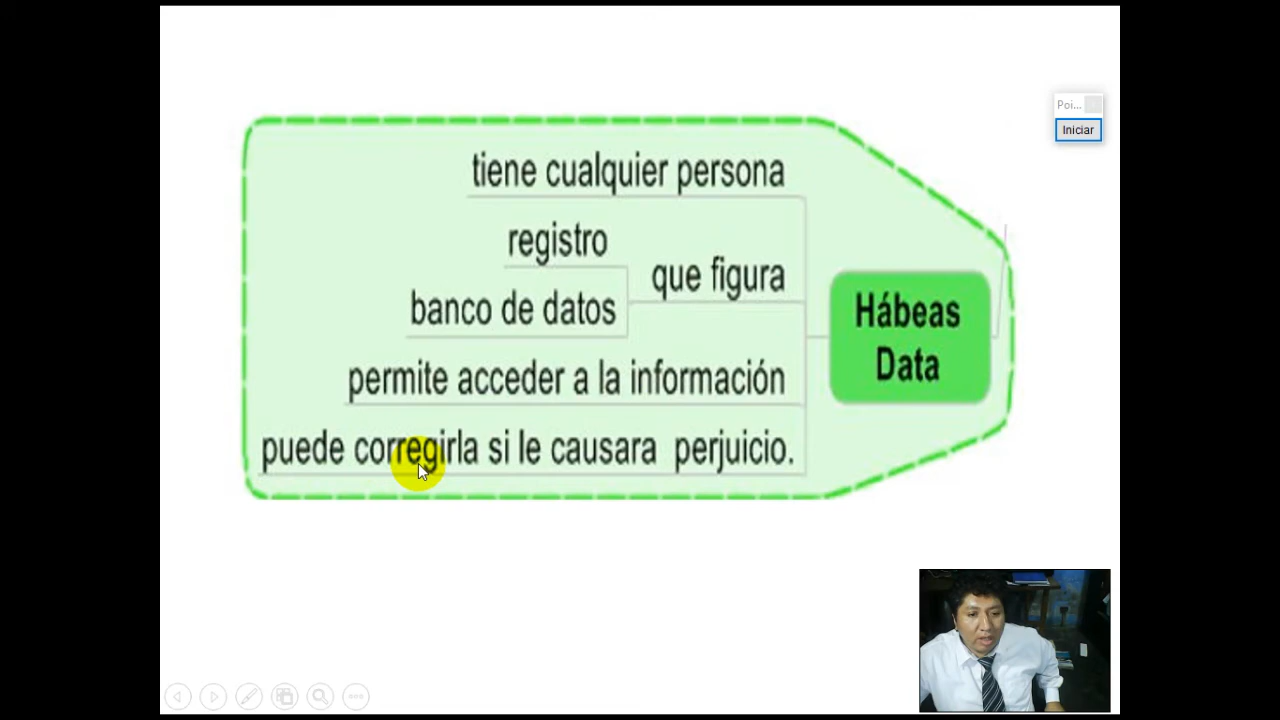 Poi...
Iniciar
tiene cualquier persona
registro
que figura
banco de datos
Hábeas
Data
permite acceder a la información
puede corregirla si le causara perjuicio.